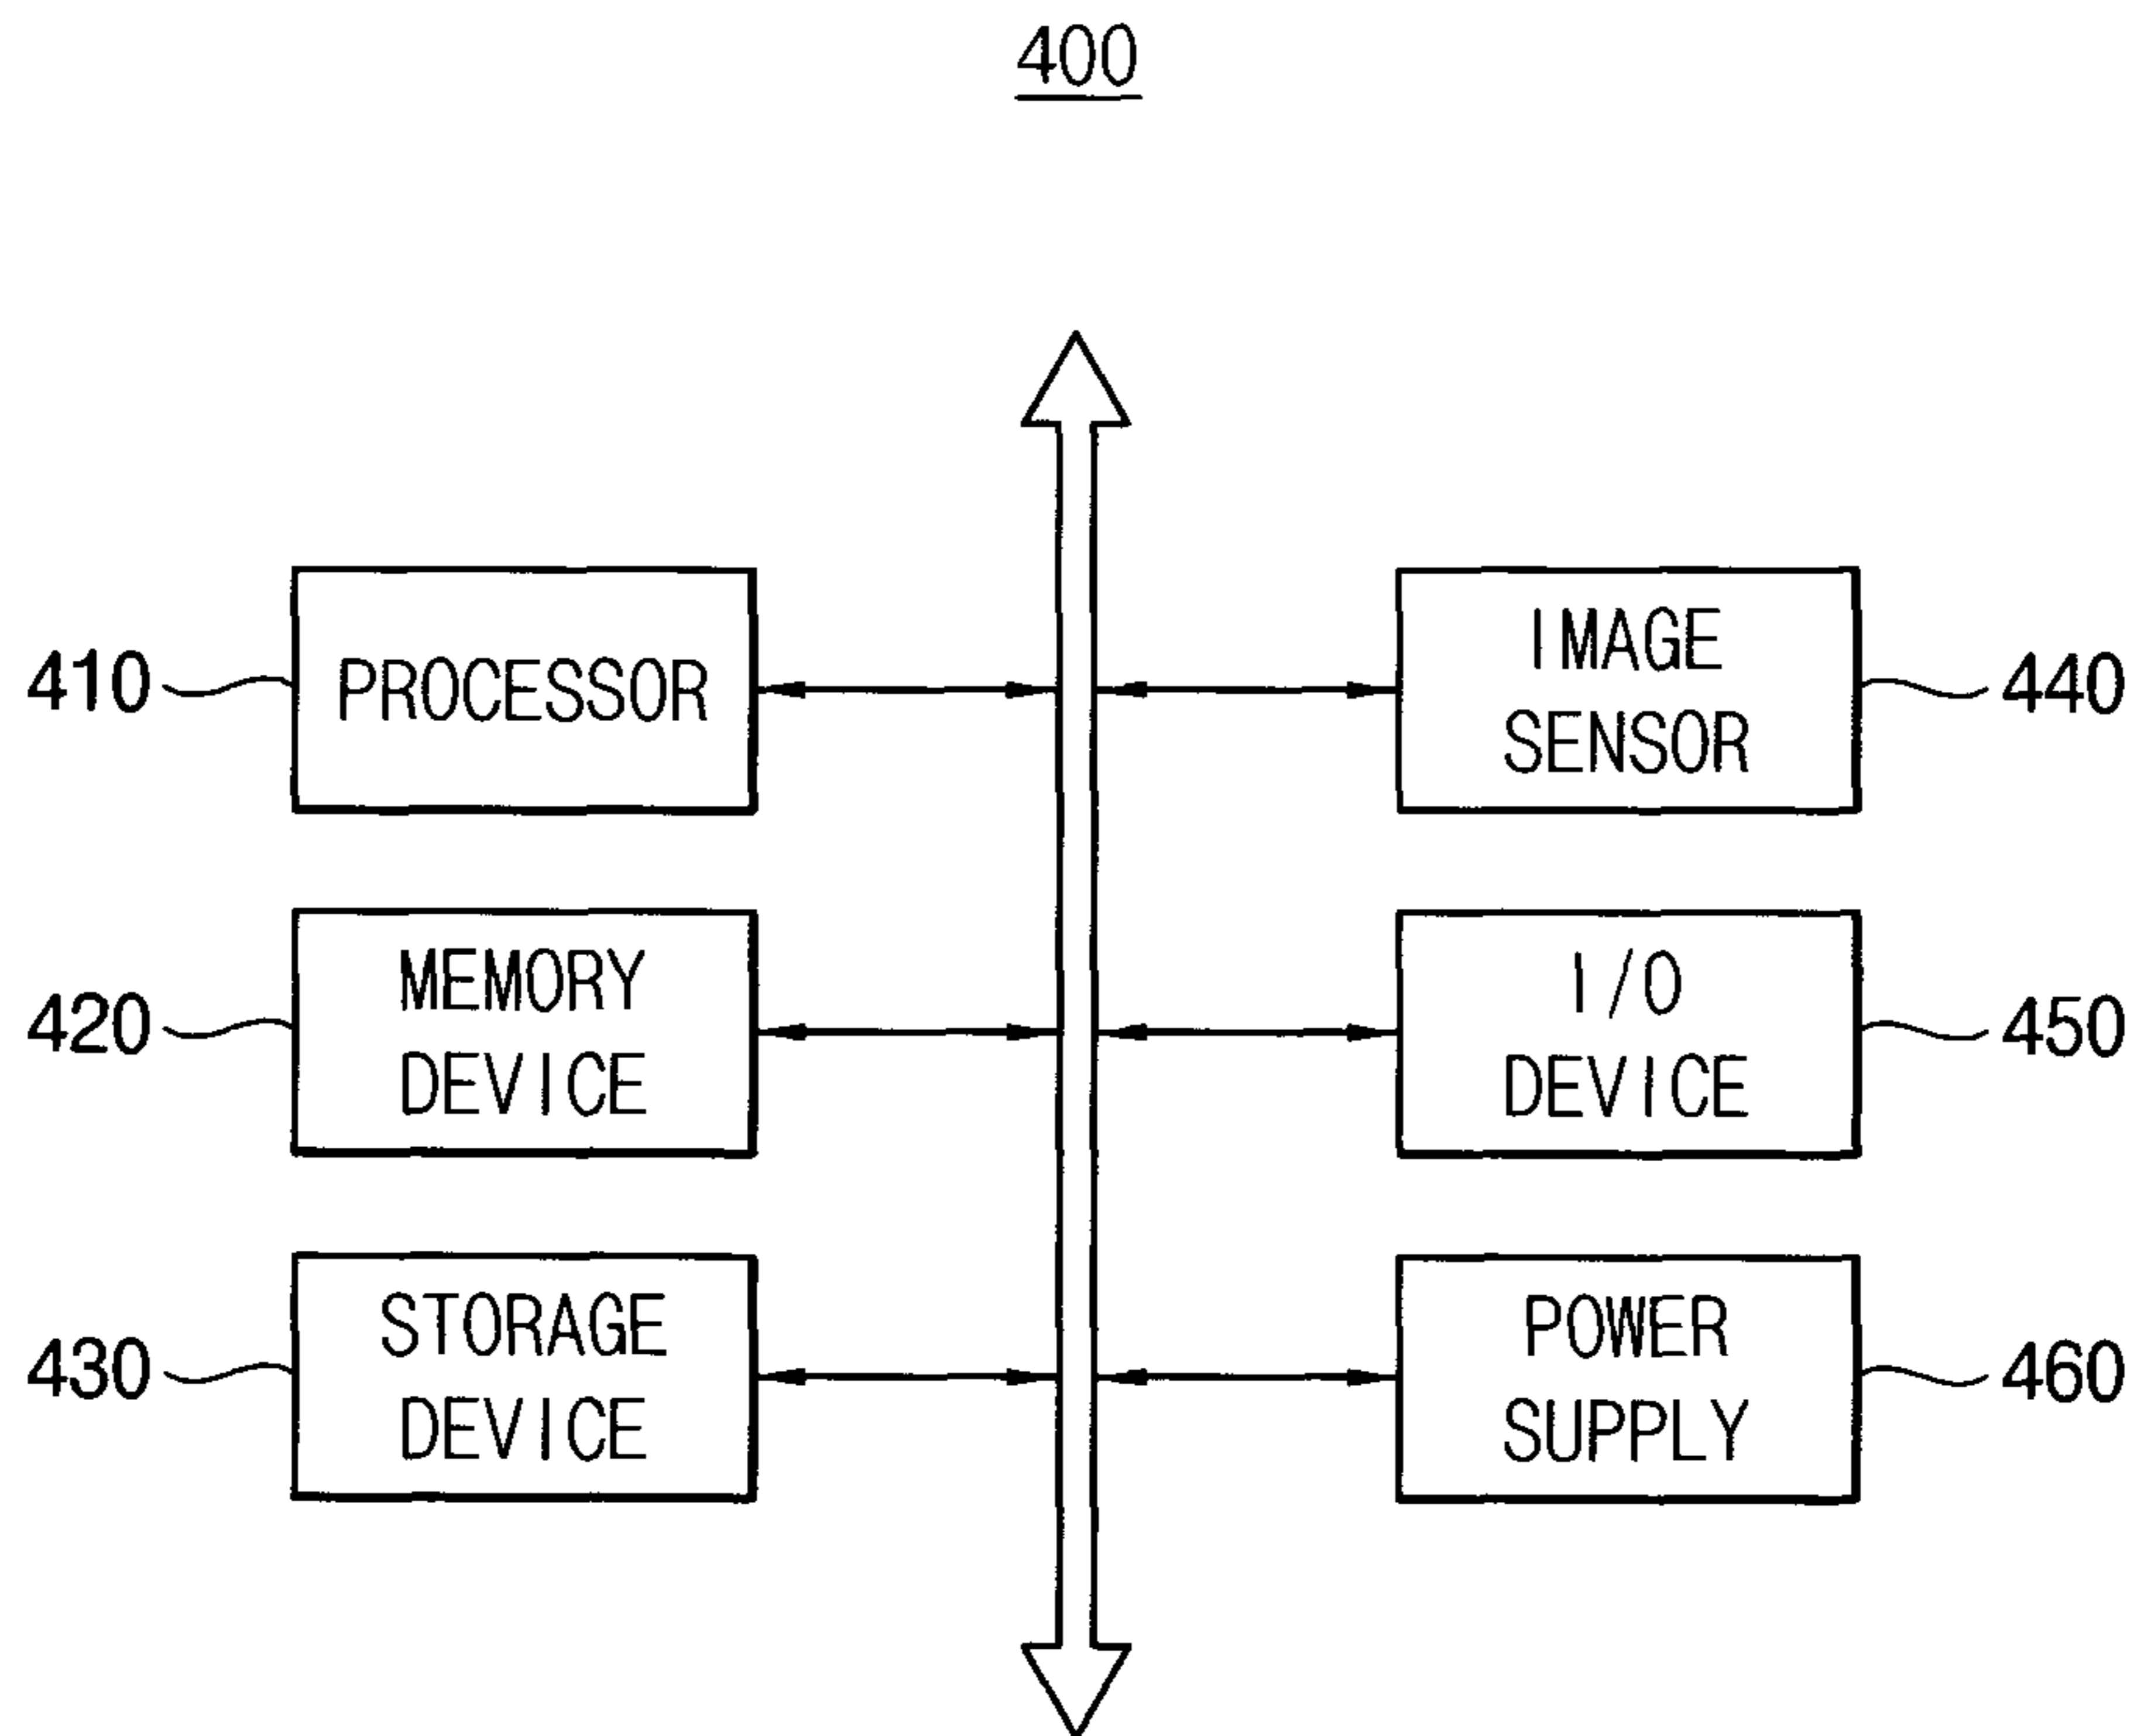 400
410
PROCESSOR
IMAGE
SENSOR
440
420
MEMORY
DEVICE
I/O
DEVICE
450
430
STORAGE
DEVICE
POWER
SUPPLY
460